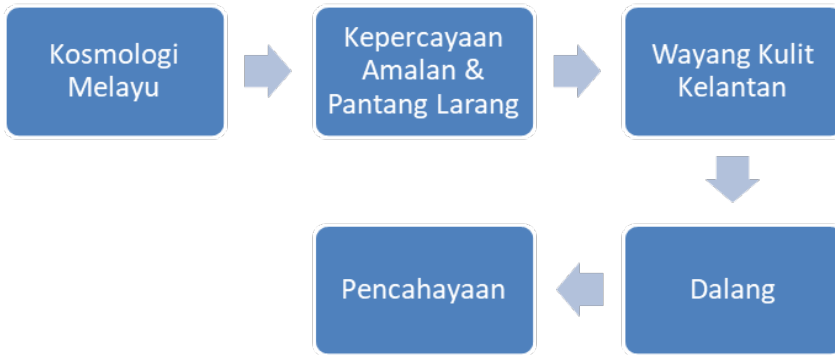 Kosmologi
Melayu
Kepercayaan
Amalan &
Pantang Larang
Wayang Kulit
Kelantan
Dalang
Pencahayaan